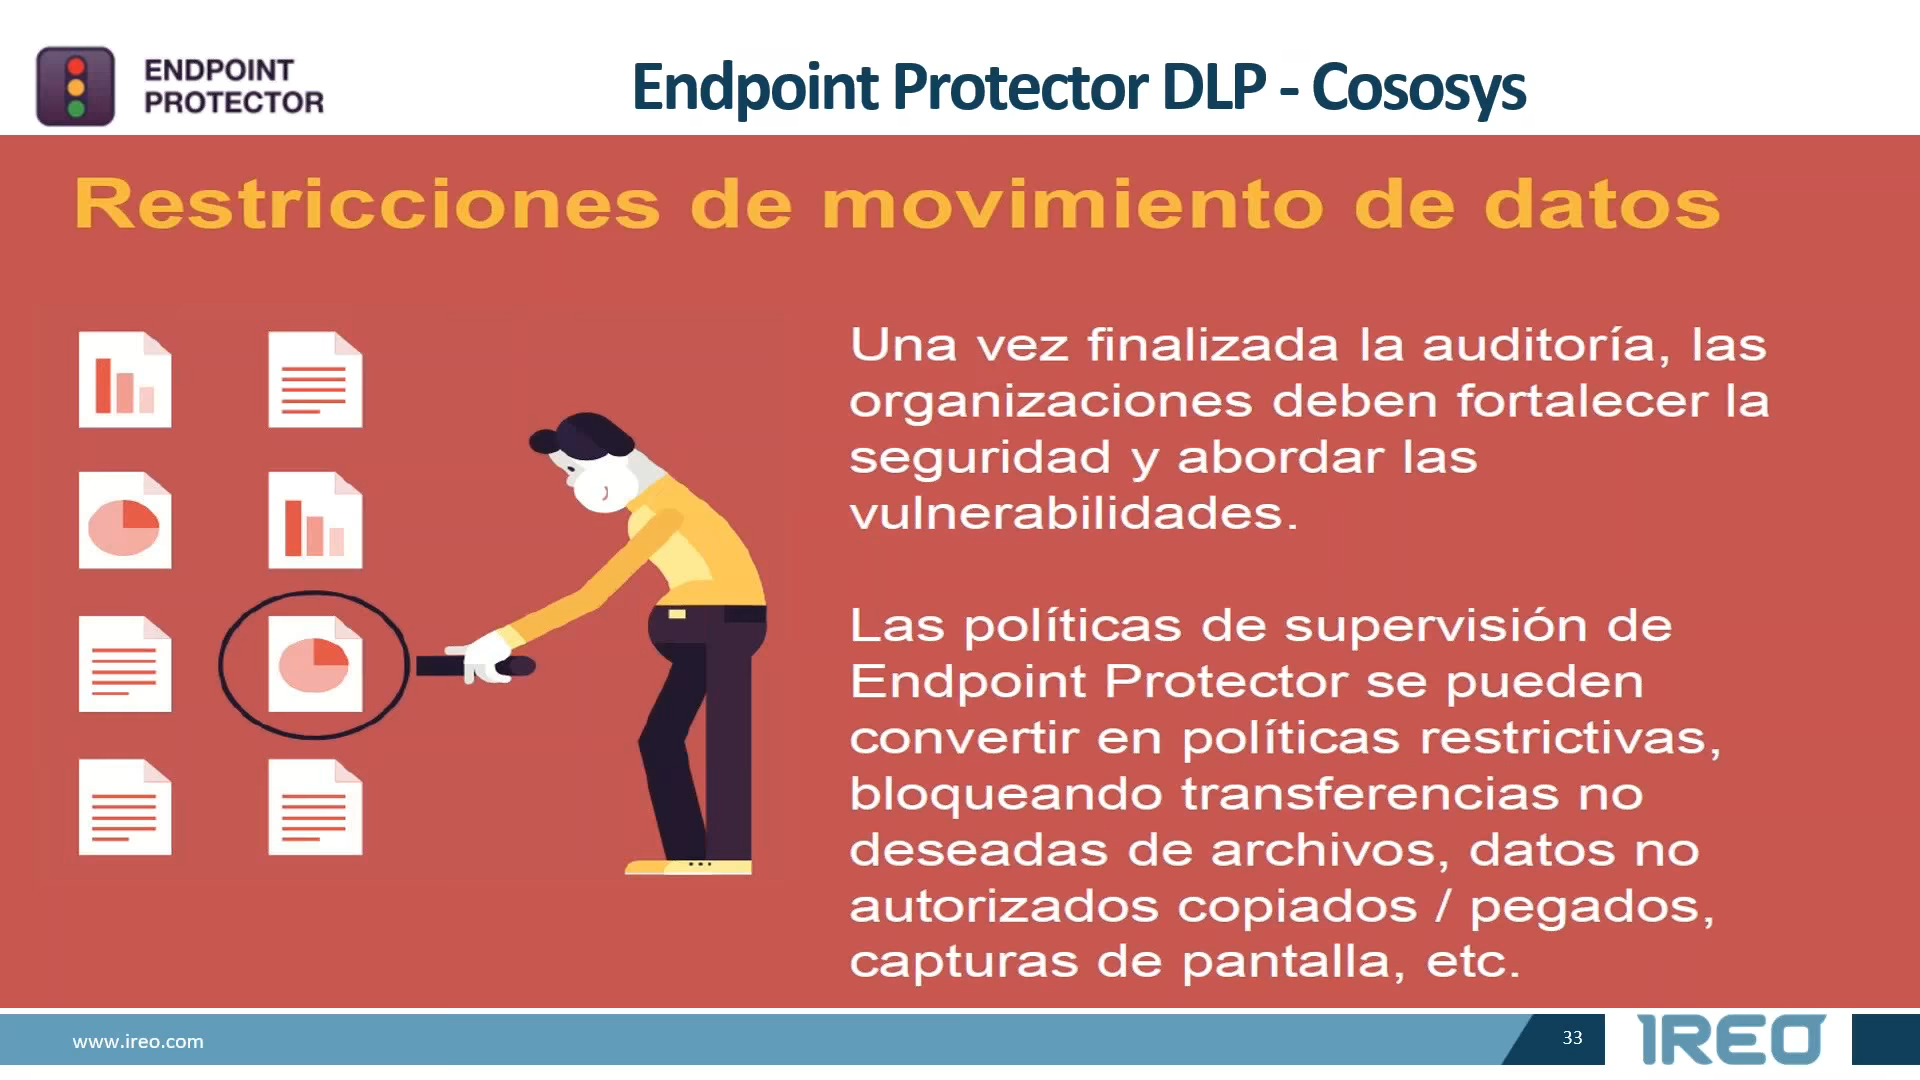 ENDPOINT
PROTECTOR
Endpoint Protector DLP - Cososys
Restricciones de movimiento de datos
Una vez finalizada la auditoría, las
organizaciones deben fortalecer la
seguridad y abordar las
vulnerabilidades.
Las políticas de supervisión de
Endpoint Protector se pueden
convertir en políticas restrictivas,
bloqueando transferencias no
deseadas de archivos, datos no
autorizados copiados / pegados,
capturas de pantalla, etc.
www.ireo.com
33
IREO